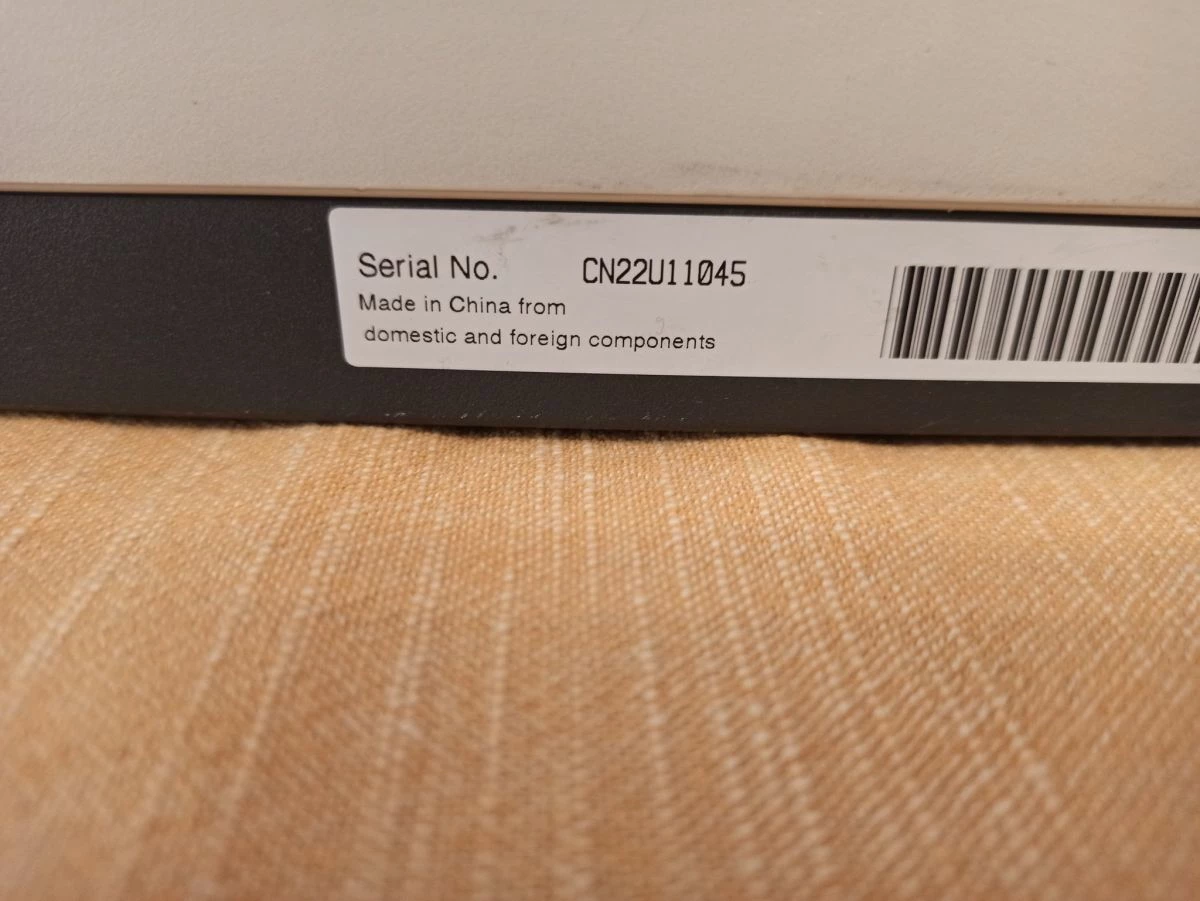 Serial No. CN22U11045
Made in China from
domestic and foreign components